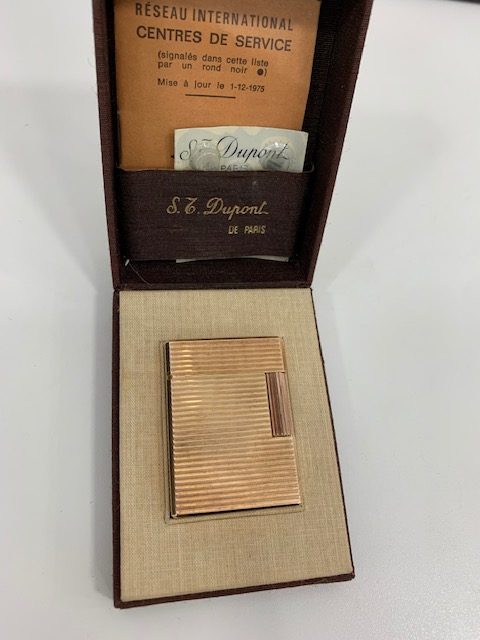 RÉSEAU INTERNATIONAL
CENTRES DE SERVICE
(signalés dans cette liste
par un rond noir ●)
Mise à jour le 1-12-1975
S.T. Dupont
PARIS
S.T. Dupont
DE PARIS